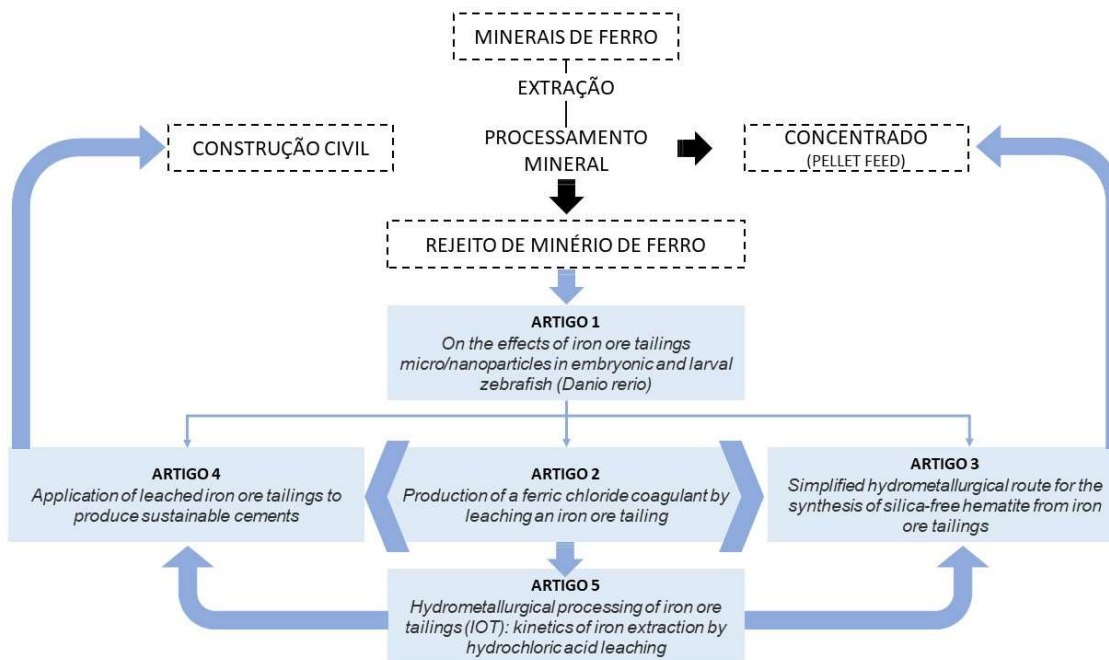 MINERAIS DE FERRO
EXTRAÇÃO
CONSTRUÇÃO CIVIL
PROCESSAMENTO
MINERAL
CONCENTRADO
(PELLET FEED)
REJEITO DE MINÉRIO DE FERRO
ARTIGO 1
On the effects of iron ore tailings
micro/nanoparticles in embryonic and larval
zebrafish (Danio rerio)
ARTIGO 4
Application of leached iron ore tailings to
produce sustainable cements
ARTIGO 2
Production of a ferric chloride coagulant by
leaching an iron ore tailing
ARTIGO 3
Simplified hydrometallurgical route for the
synthesis of silica-free hematite from iron
ore tailings
ARTIGO 5
Hydrometallurgical processing of iron ore
tailings (IOT): kinetics of iron extraction by
hydrochloric acid leaching